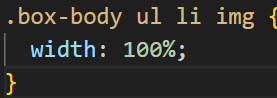 .box-body ul li img {
  width: 100%;
}